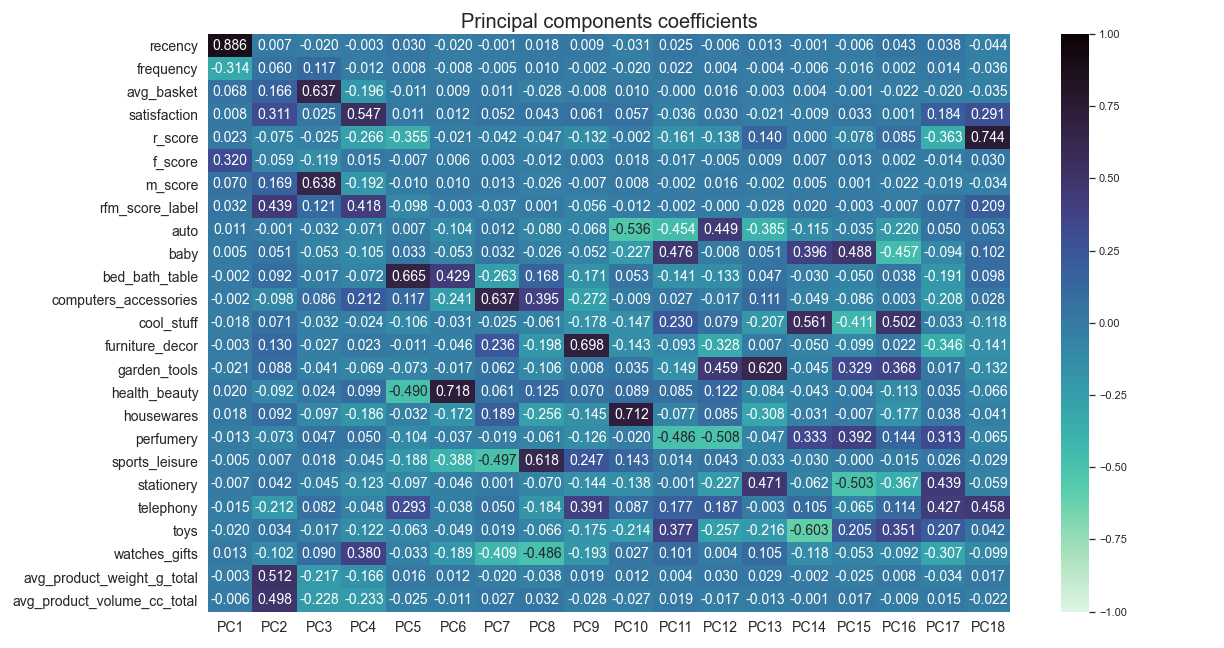 Principal components coefficients
recency 0.886 0.007 -0.020 -0.003 0.030 -0.020 -0.001 0.018 0.009 -0.031 0.025 -0.006 0.013 -0.001 -0.006 0.043 0.038 -0.044
frequency -0.314 0.060 0.117 -0.012 0.008 -0.008 -0.005 0.010 -0.002 -0.020 0.022 0.004 -0.004 -0.006 -0.016 0.002 0.014 -0.036
avg_basket 0.068 0.166 0.637 -0.196 -0.011 0.009 0.011 -0.028 -0.008 0.010 -0.000 0.016 -0.003 0.004 -0.001 -0.022 -0.020 -0.035
satisfaction 0.008 0.311 0.025 0.547 0.011 0.012 0.052 0.043 0.061 0.057 -0.036 0.030 -0.021 -0.009 0.033 0.001 0.184 0.291
r_score 0.023 -0.075 -0.025 -0.266 -0.355 -0.021 -0.042 -0.047 -0.132 -0.002 -0.161 -0.138 0.140 0.000 -0.078 0.085 -0.363 0.744
f_score 0.320 -0.059 -0.119 0.015 -0.007 0.006 0.003 -0.012 0.003 0.018 -0.017 -0.005 0.009 0.007 0.013 0.002 -0.014 0.030
m_score 0.070 0.169 0.638 -0.192 -0.010 0.010 0.013 -0.026 -0.007 0.008 -0.002 0.016 -0.002 0.005 0.001 -0.022 -0.019 -0.034
rfm_score_label 0.032 0.439 0.121 0.418 -0.098 -0.003 -0.037 0.001 -0.056 -0.012 -0.002 -0.000 -0.028 0.020 -0.003 -0.007 0.077 0.209
auto 0.011 -0.001 -0.032 -0.071 0.007 -0.104 0.012 -0.080 -0.068 -0.536 -0.454 0.449 -0.385 -0.115 -0.035 -0.220 0.050 0.053
baby 0.005 0.051 -0.053 -0.105 0.033 -0.053 0.032 -0.026 -0.052 -0.227 0.476 -0.008 0.051 0.396 0.488 -0.457 -0.094 0.102
bed_bath_table -0.002 0.092 -0.017 -0.072 0.665 0.429 -0.263 0.168 -0.171 0.053 -0.141 -0.133 0.047 -0.030 -0.050 0.038 -0.191 0.098
computers_accessories -0.002 -0.098 0.086 0.212 0.117 -0.241 0.637 0.395 -0.272 -0.009 0.027 -0.017 0.111 -0.049 -0.086 0.003 -0.208 0.028
cool_stuff -0.018 0.071 -0.032 -0.024 -0.106 -0.031 -0.025 -0.061 -0.178 -0.147 0.230 0.079 -0.207 0.561 -0.411 0.502 -0.033 -0.118
furniture_decor -0.003 0.130 -0.027 0.023 -0.011 -0.046 0.236 -0.198 0.698 -0.143 -0.093 -0.328 0.007 -0.050 -0.099 0.022 -0.346 -0.141
garden_tools -0.021 0.088 -0.041 -0.069 -0.073 -0.017 0.062 -0.106 0.008 0.035 -0.149 0.459 0.620 -0.045 0.329 0.368 0.017 -0.132
health_beauty 0.020 -0.092 0.024 0.099 -0.490 0.718 0.061 0.125 0.070 0.089 0.085 0.122 -0.084 -0.043 -0.004 -0.113 0.035 -0.066
housewares 0.018 0.092 -0.097 -0.186 -0.032 -0.172 0.189 -0.256 -0.145 0.712 -0.077 0.085 -0.308 -0.031 -0.007 -0.177 0.038 -0.041
perfumery -0.013 -0.073 0.047 0.050 -0.104 -0.037 -0.019 -0.061 -0.126 -0.020 -0.486 -0.508 -0.047 0.333 0.392 0.144 0.313 -0.065
sports_leisure -0.005 0.007 0.018 -0.045 -0.188 -0.388 -0.497 0.618 0.247 0.143 0.014 0.043 -0.033 -0.030 -0.000 -0.015 0.026 -0.029
stationery -0.007 0.042 -0.045 -0.123 -0.097 -0.046 0.001 -0.070 -0.144 -0.138 -0.001 -0.227 0.471 -0.062 -0.503 -0.367 0.439 -0.059
telephony -0.015 -0.212 0.082 -0.048 0.293 -0.038 0.050 -0.184 0.391 0.087 0.177 0.187 -0.003 0.105 -0.065 0.114 0.427 0.458
toys -0.020 0.034 -0.017 -0.122 -0.063 -0.049 0.019 -0.066 -0.175 -0.214 0.377 -0.257 -0.216 -0.603 0.205 0.351 0.207 0.042
watches_gifts 0.013 -0.102 0.090 0.380 -0.033 -0.189 -0.409 -0.486 -0.193 0.027 0.101 0.004 0.105 -0.118 -0.053 -0.092 -0.307 -0.099
avg_product_weight_g_total -0.003 0.512 -0.217 -0.166 0.016 0.012 -0.020 -0.038 0.019 0.012 0.004 0.030 0.029 -0.002 -0.025 0.008 -0.034 0.017
avg_product_volume_cc_total -0.006 0.498 -0.228 -0.233 -0.025 -0.011 0.027 0.032 -0.028 -0.027 0.019 -0.017 -0.013 -0.001 0.017 -0.009 0.015 -0.022
PC1 PC2 PC3 PC4 PC5 PC6 PC7 PC8 PC9 PC10 PC11 PC12 PC13 PC14 PC15 PC16 PC17 PC18
1.00
0.75
0.50
0.25
0.00
−0.25
−0.50
−0.75
−1.00